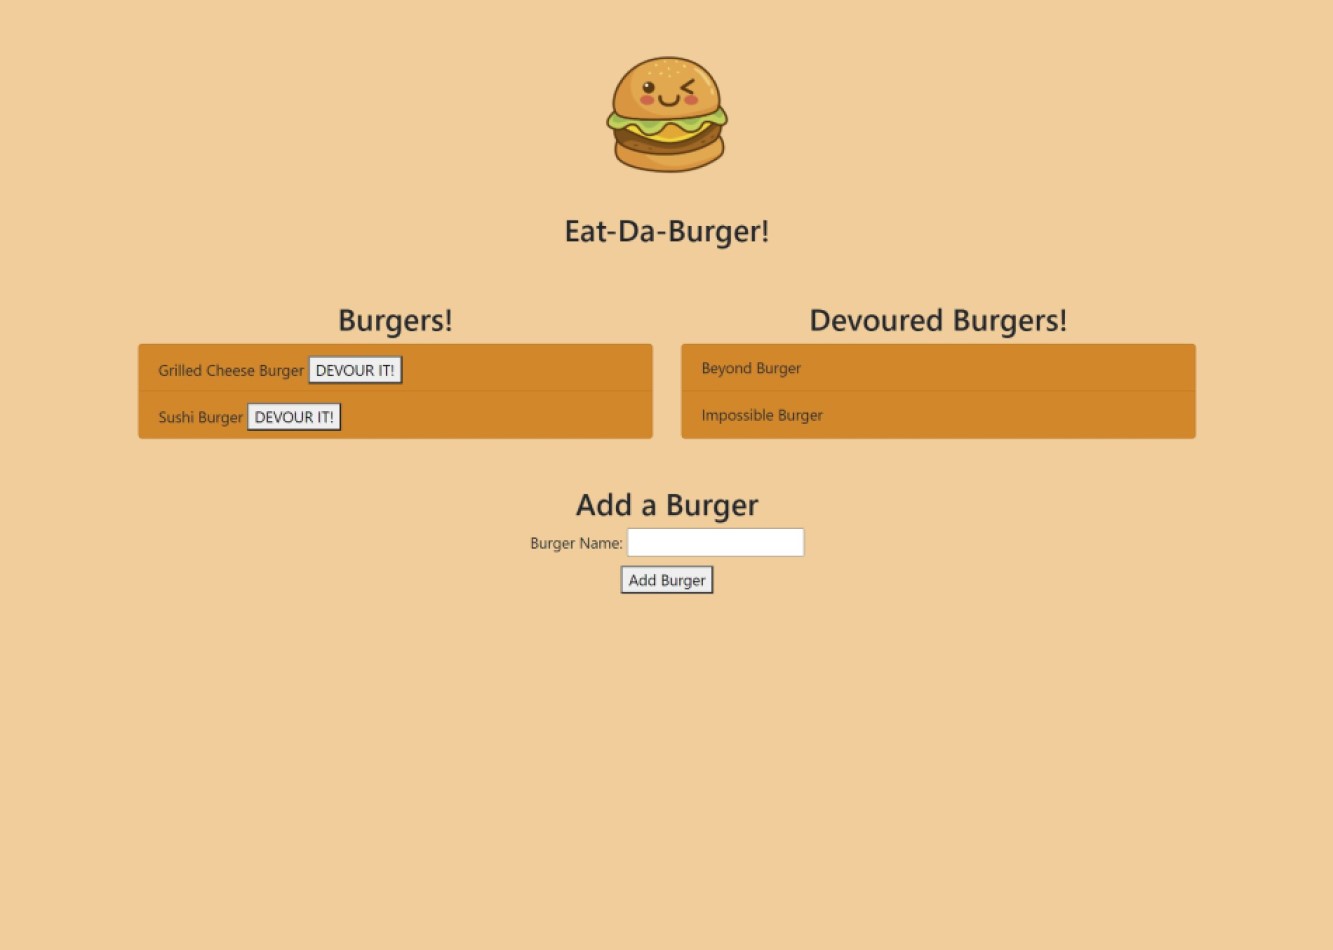 Eat-Da-Burger!
Burgers!
Grilled Cheese Burger DEVOUR IT!
Sushi Burger DEVOUR IT!
Devoured Burgers!
Beyond Burger
Impossible Burger
Add a Burger
Burger Name:
Add Burger